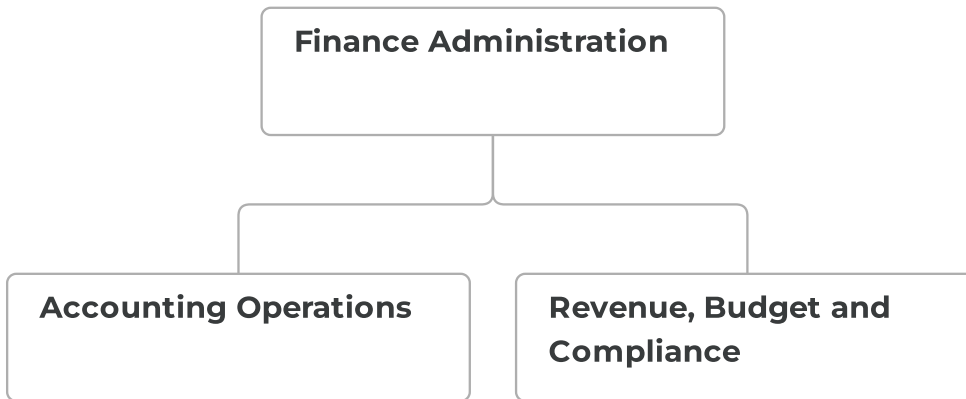 Finance Administration
Accounting Operations
Revenue, Budget and
Compliance